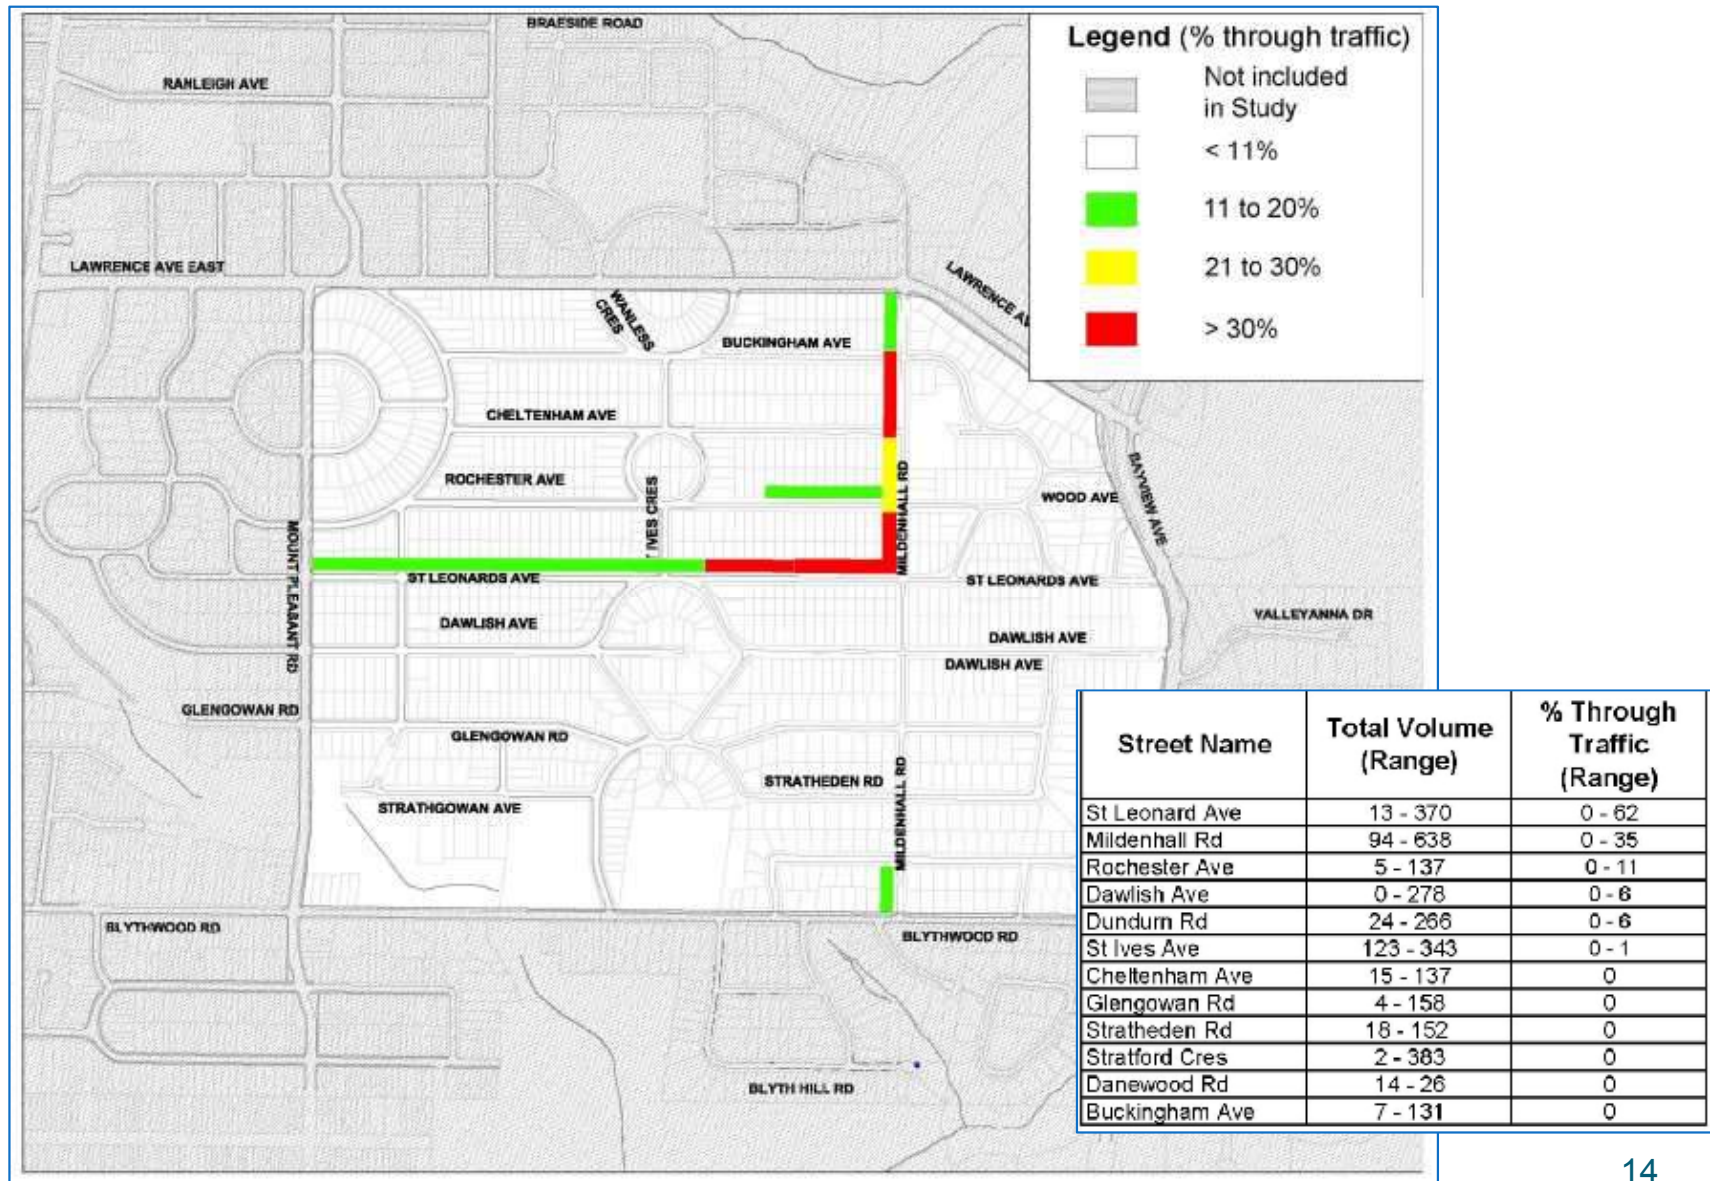 BRAESIDE ROAD
RANLEIGH AVE
LAWRENCE AVE EAST
Legend (% through traffic)
Not included
in Study
< 11%
11 to 20%
21 to 30%
> 30%
WANLESS
CRES
LAWRENCE AV
BUCKINGHAM AVE
CHELTENHAM AVE
ROCHESTER AVE
IVES CRES
MILDENHALL RD
WOOD AVE
BAYVIEW AVE
MOUNT PLEASANT RD
ST LEONARDS AVE
ST LEONARDS AVE
DAWLISH AVE
DAWLISH AVE
DAWLISH AVE
VALLEYANNA DR
GLENGOWAN RD
GLENGOWAN RD
STRATHEDEN RD
MILDENHALL RD
STRATHGOWAN AVE
BLYTHWOOD RD
BLYTHWOOD RD
BLYTH HILL RD
Street Name Total Volume (Range) % Through Traffic (Range)
St Leonard Ave 13 - 370 0 - 62
Mildenhall Rd 94 - 638 0 - 35
Rochester Ave 5 - 137 0 - 11
Dawlish Ave 0 - 278 0 - 6
Dundurn Rd 24 - 266 0 - 6
St Ives Ave 123 - 343 0 - 1
Cheltenham Ave 15 - 137 0
Glengowan Rd 4 - 158 0
Stratheden Rd 18 - 152 0
Stratford Cres 2 - 383 0
Danewood Rd 14 - 26 0
Buckingham Ave 7 - 131 0
14